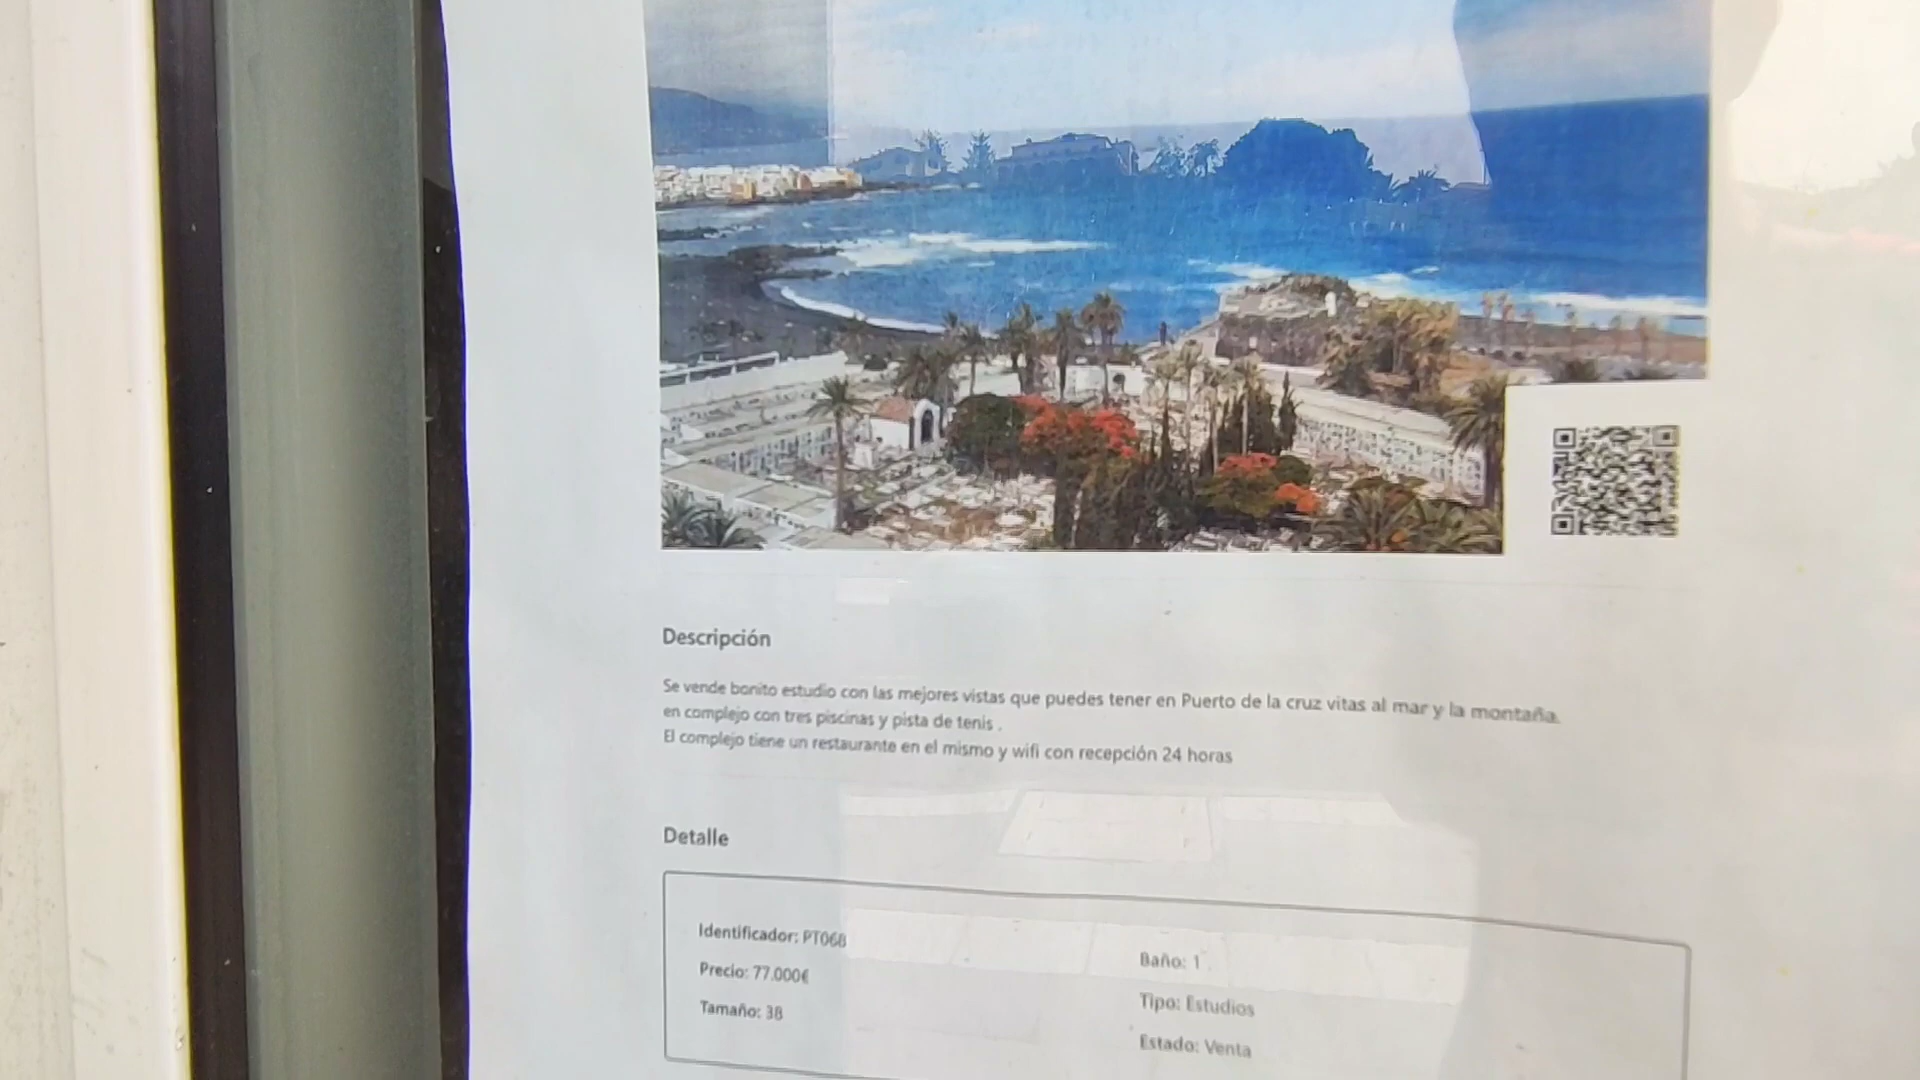 Descripción
Se vende bonito estudio con las mejores vistas que puedes tener en Puerto de la cruz vitas al mar y la montaña.
en complejo con tres piscinas y pista de tenis .
El complejo tiene un restaurante en el mismo y wifi con recepción 24 horas
Detalle
Identificador: PT068
Precio: 77.000€
Tamaño: 38
Baño: 1
Tipo: Estudios
Estado: Venta